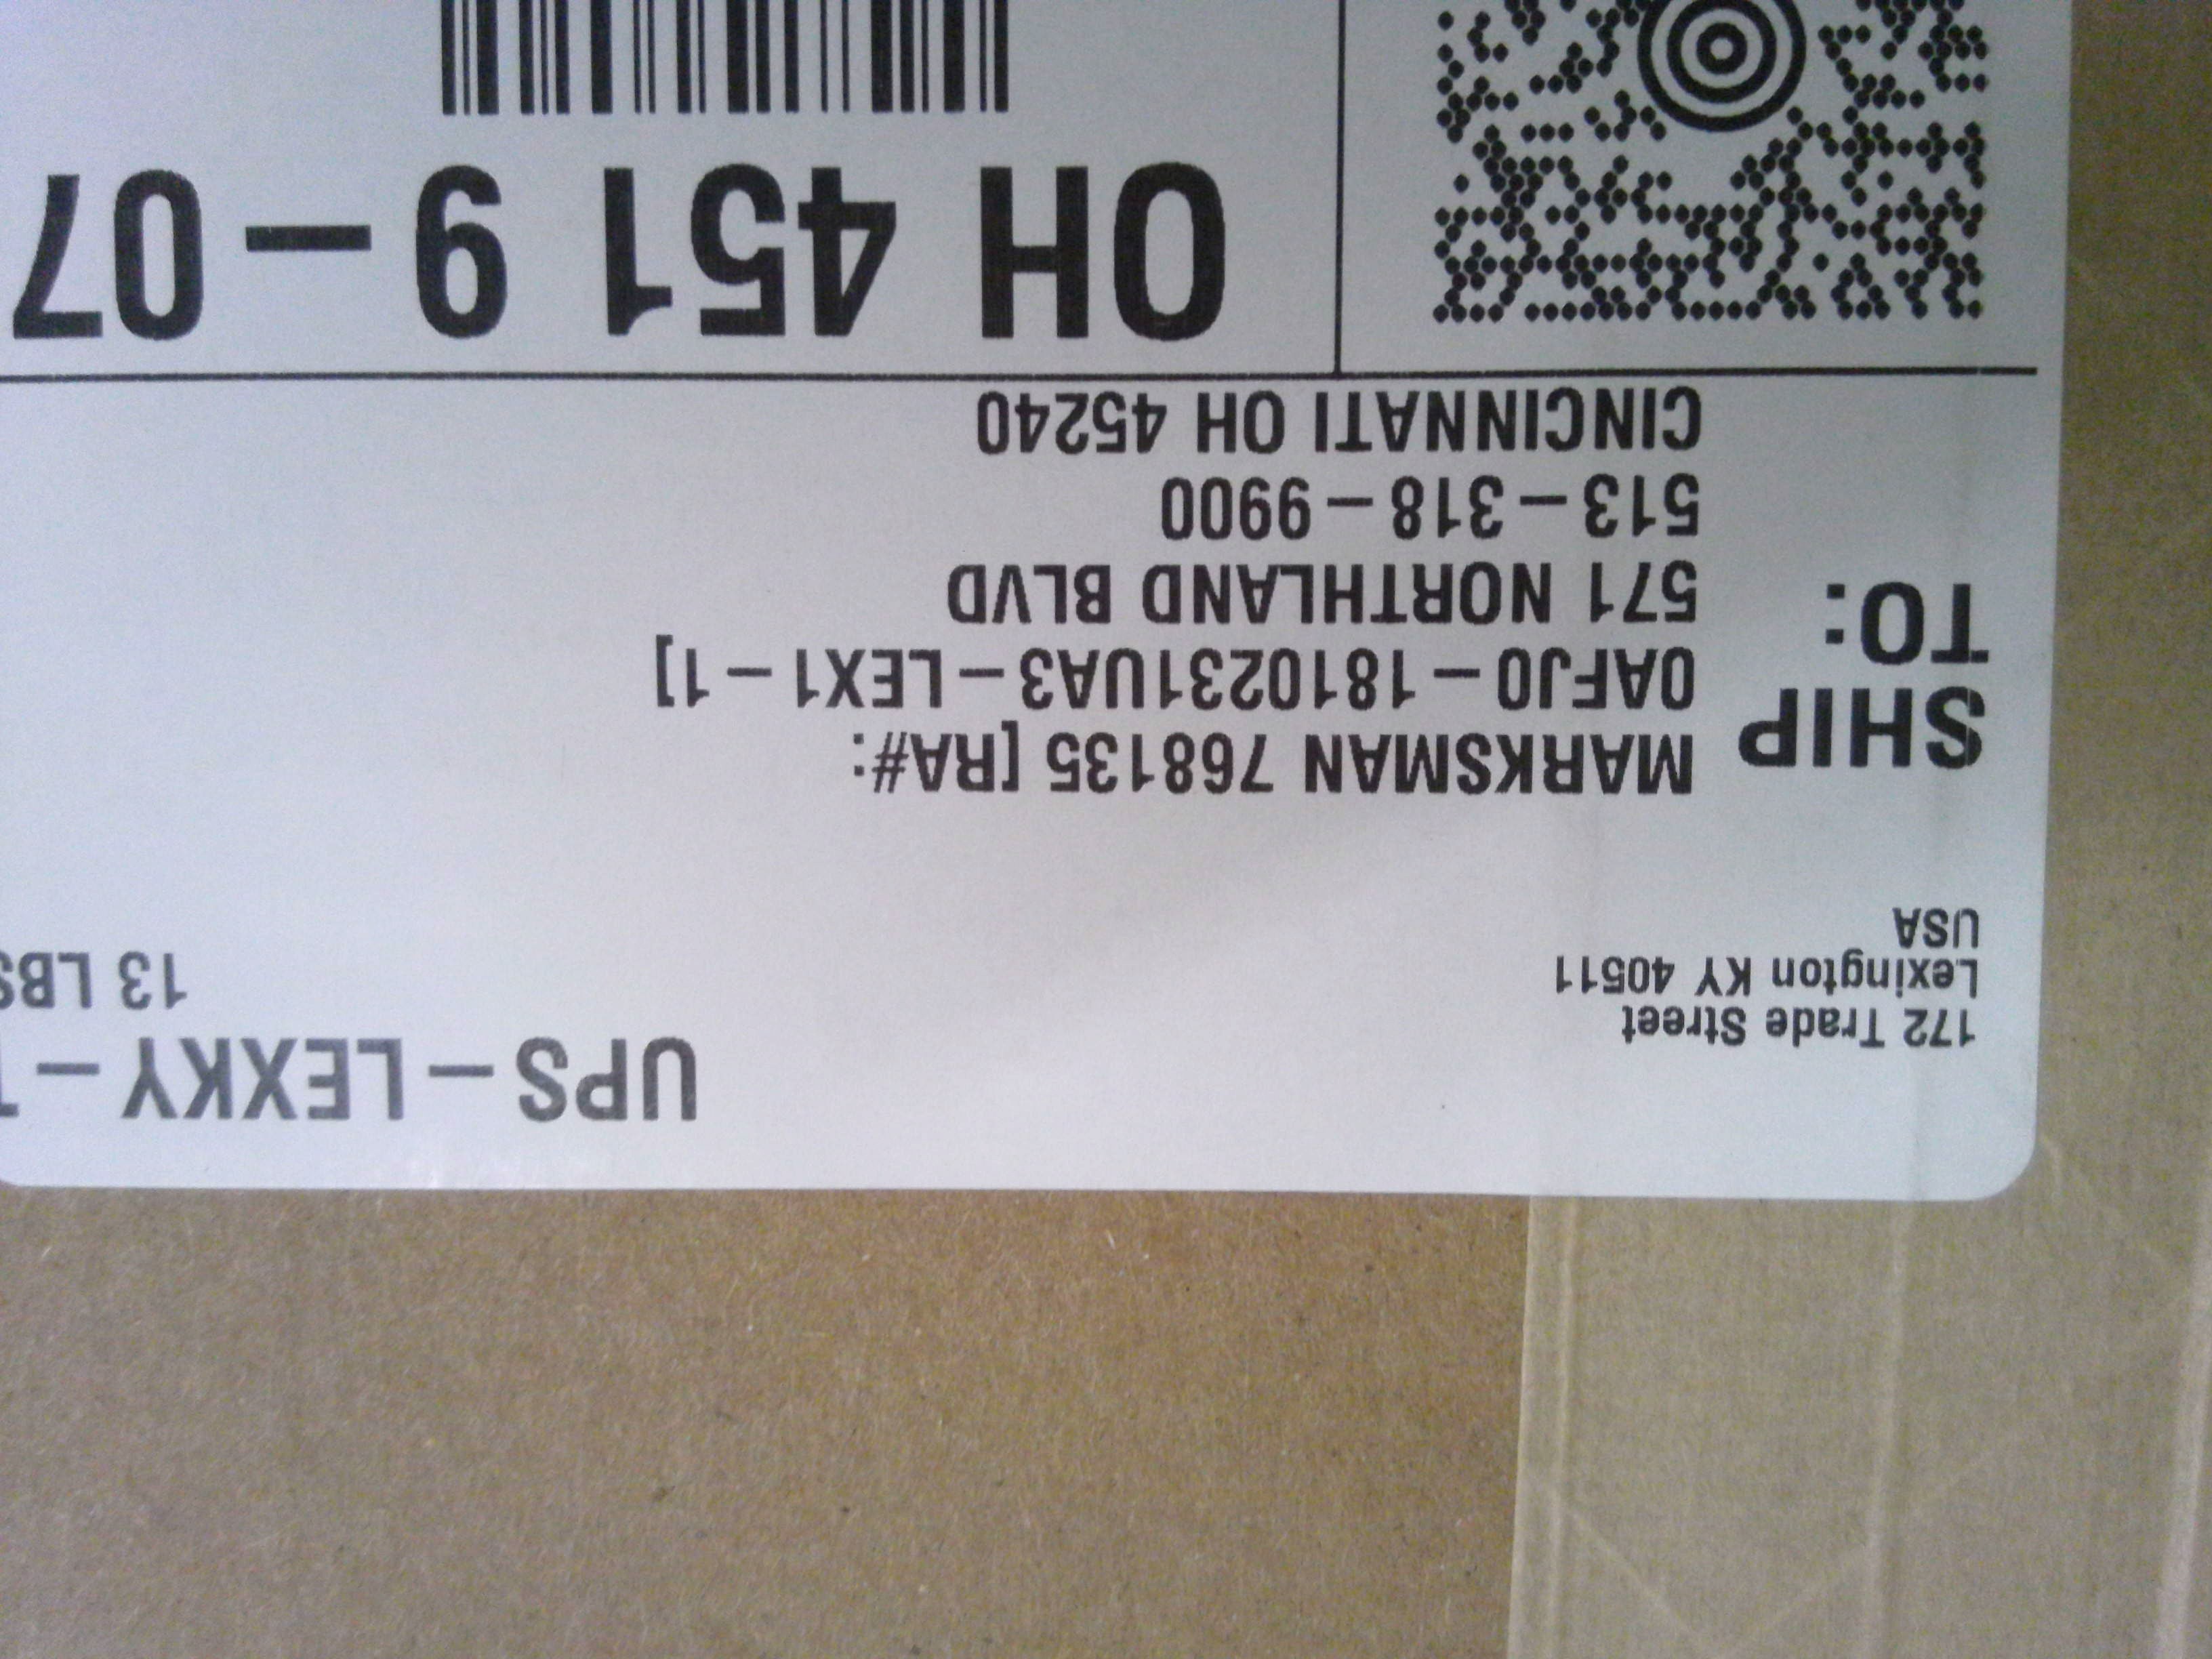 UPS-LEXKY-
172 Trade Street
Lexington KY 40511
USA
13 LBS
SHIP
TO:
MARKSMAN 768135 [RA#:
0AFJ0-1810231UA3-LEX1-1]
571 NORTHLAND BLVD
513-318-9900
CINCINNATI OH 45240
OH 451 9-07